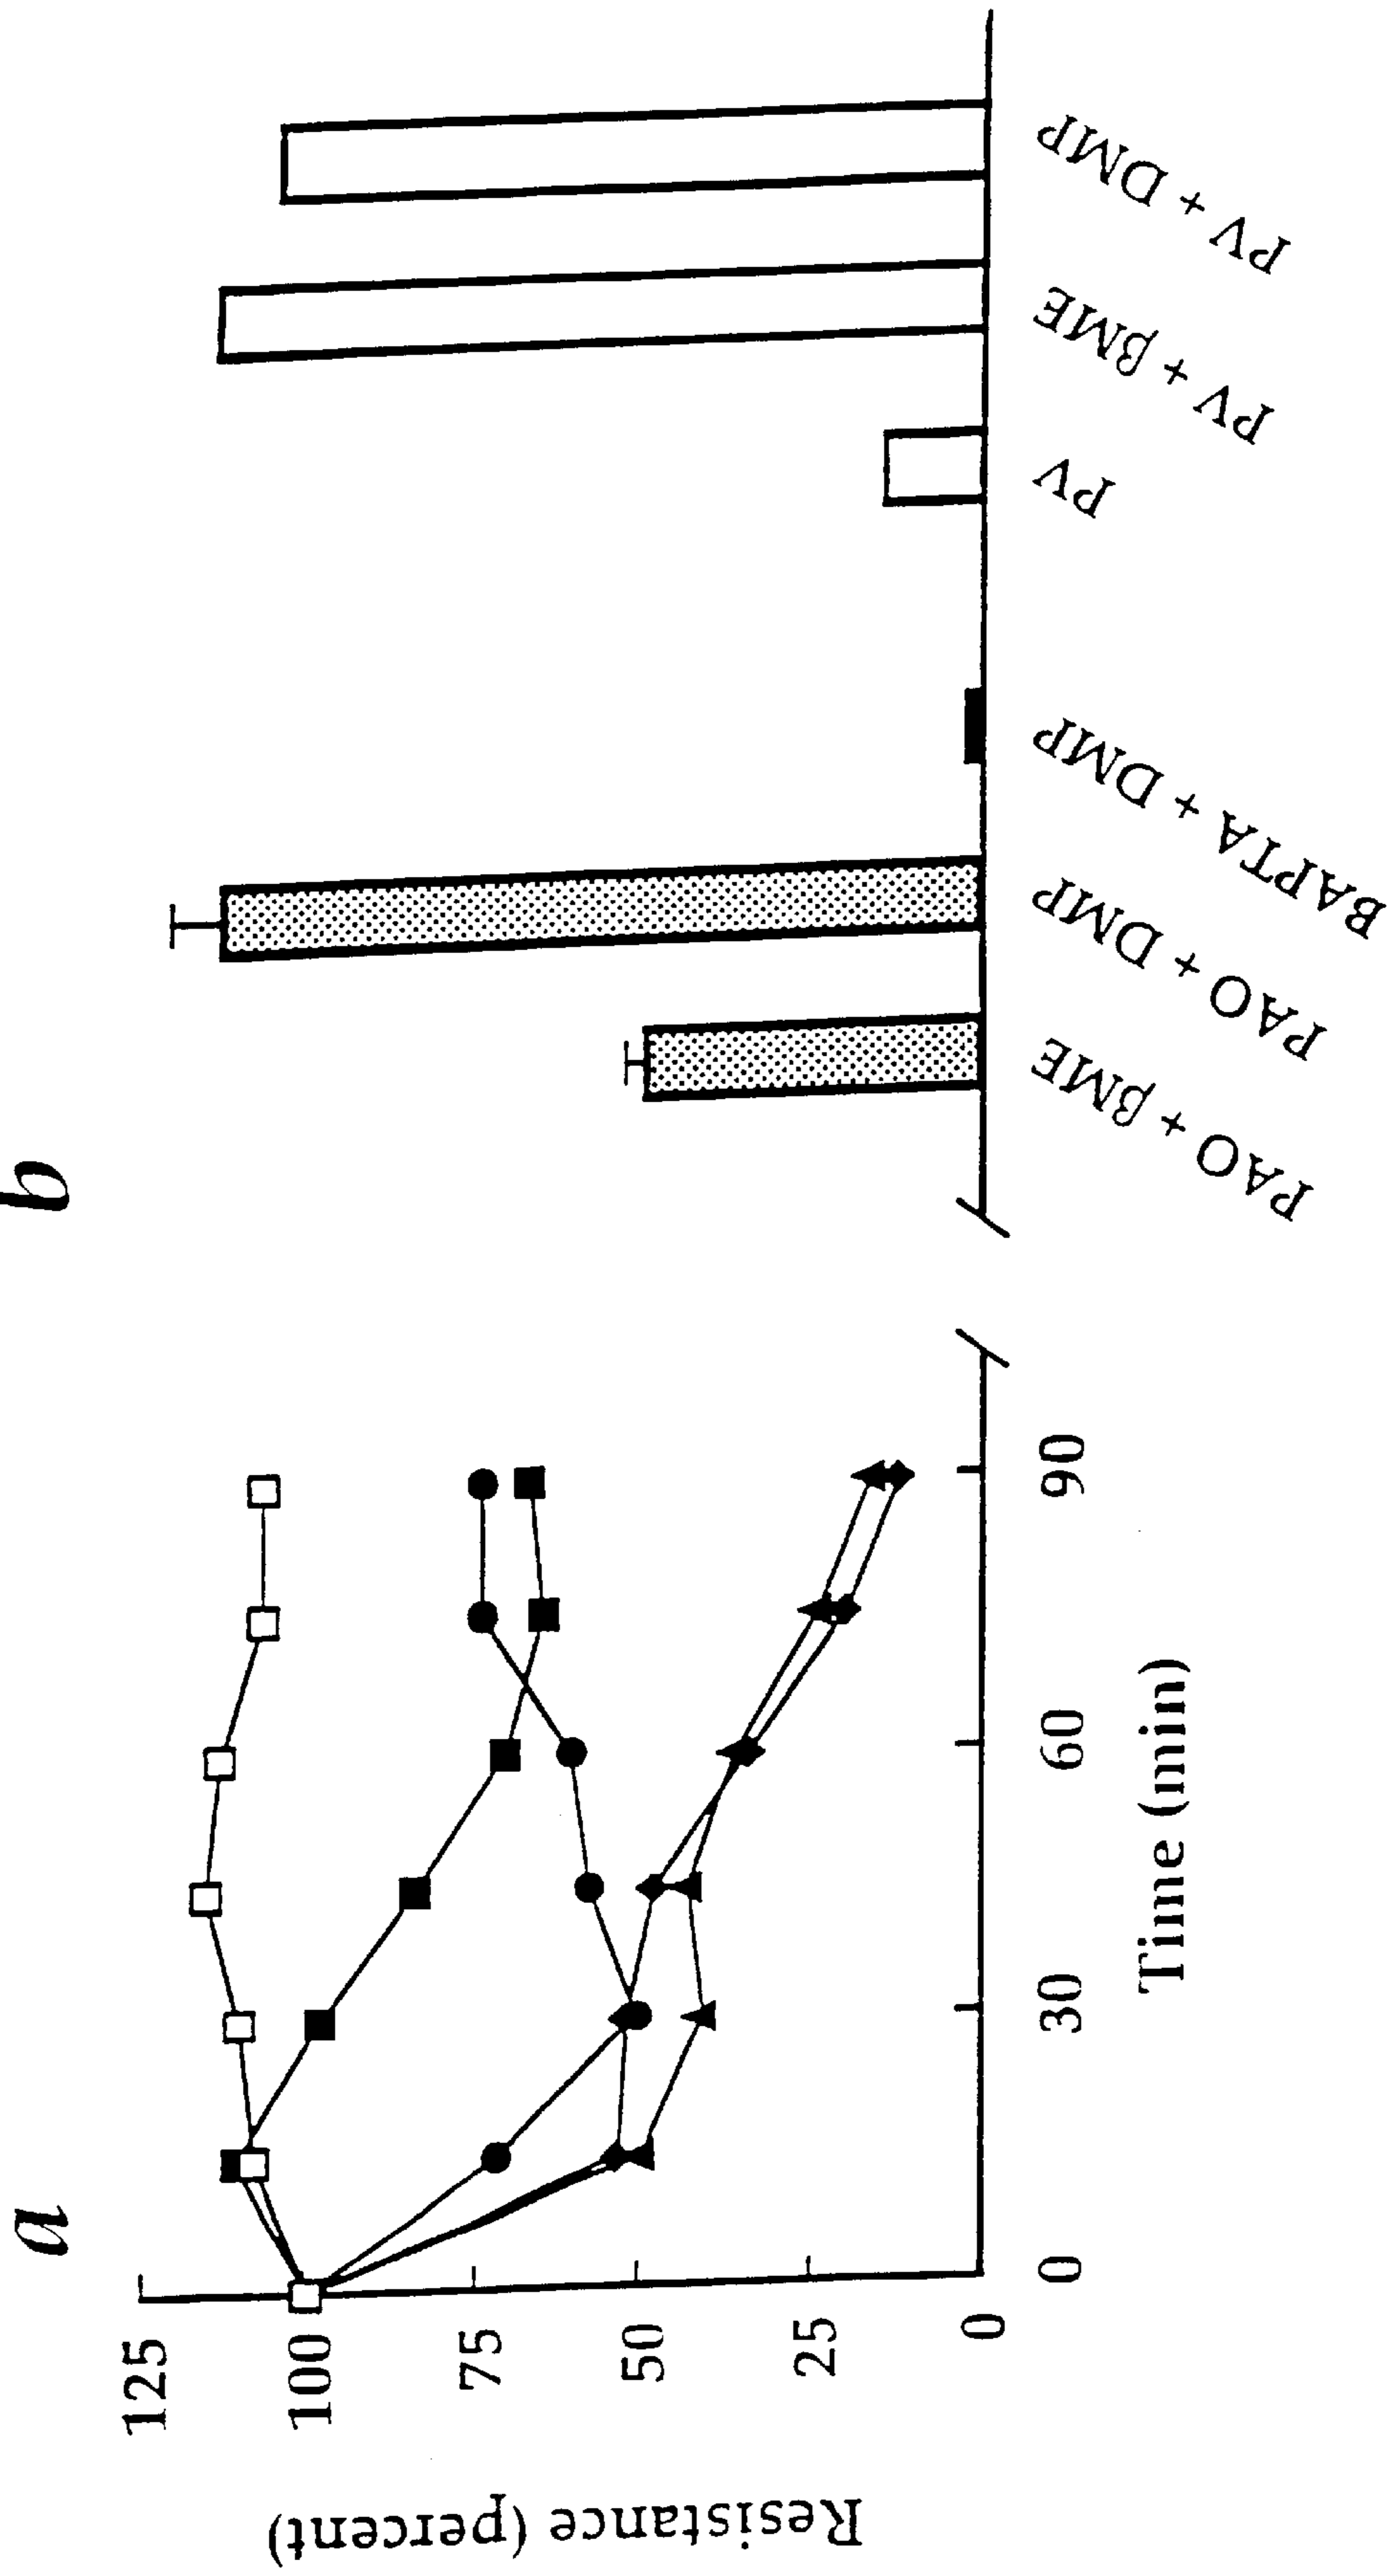 a
b
Resistance (percent)
125
100
75
50
25
0
0
30
60
90
Time (min)
PAO + βME
PAO + DMP
BAPTA + DMP
PV
PV + βME
PV + DMP